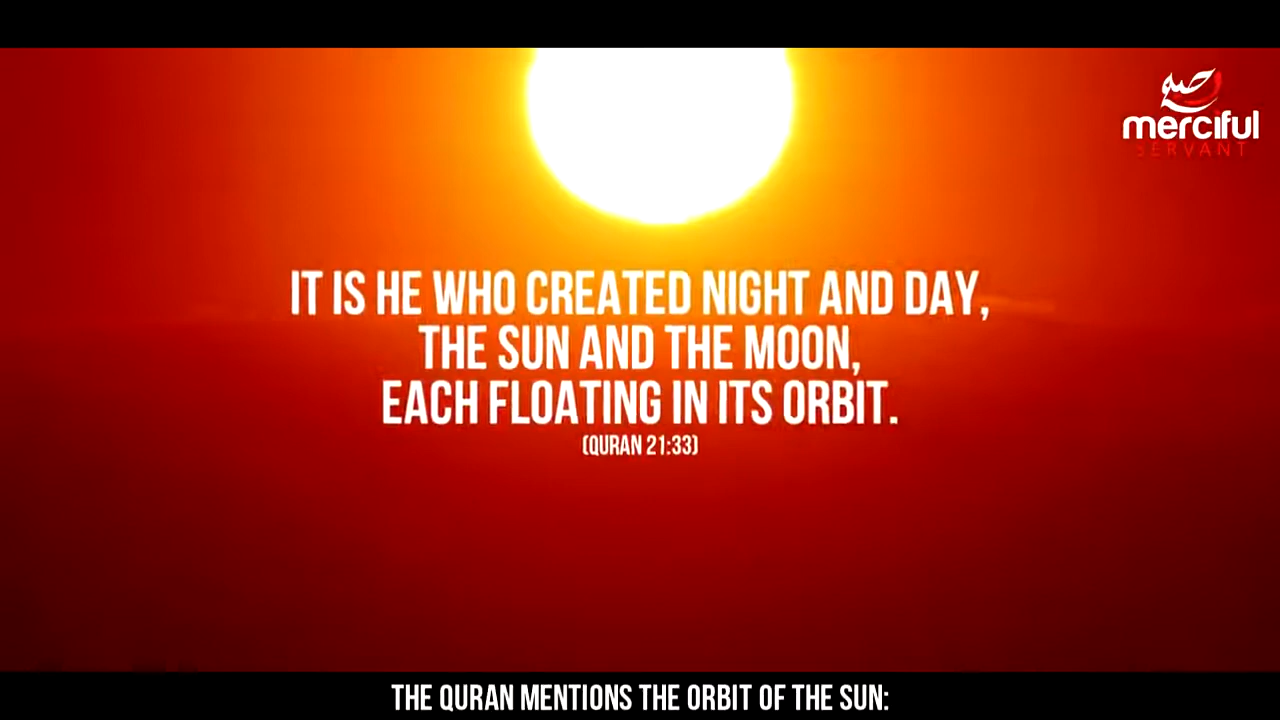 merciful
SERVANT
IT IS HE WHO CREATED NIGHT AND DAY,
THE SUN AND THE MOON,
EACH FLOATING IN ITS ORBIT.
(QURAN 21:33)
THE QURAN MENTIONS THE ORBIT OF THE SUN: